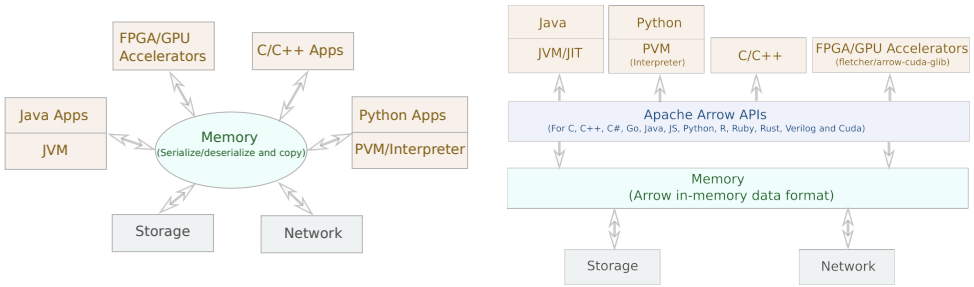 FPGA/GPU
Accelerators
C/C++ Apps
Java Apps
JVM
Memory
(Serialize/deserialize and copy)
Python Apps
PVM/Interpreter
Storage
Network
Java
JVM/JIT
Python
PVM
(Interpreter)
C/C++
FPGA/GPU Accelerators
(fletcher/arrow-cuda-glib)
Apache Arrow APIs
(For C, C++, C#, Go, Java, JS, Python, R, Ruby, Rust, Verilog and Cuda)
Memory
(Arrow in-memory data format)
Storage
Network